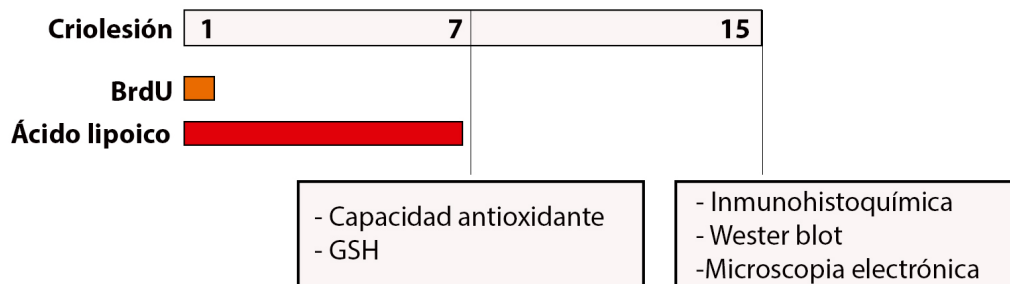 Criolesión 1 7 15
BrdU
Ácido lipoico
- Capacidad antioxidante
- GSH
- Inmunohistoquímica
- Wester blot
-Microscopia electrónica